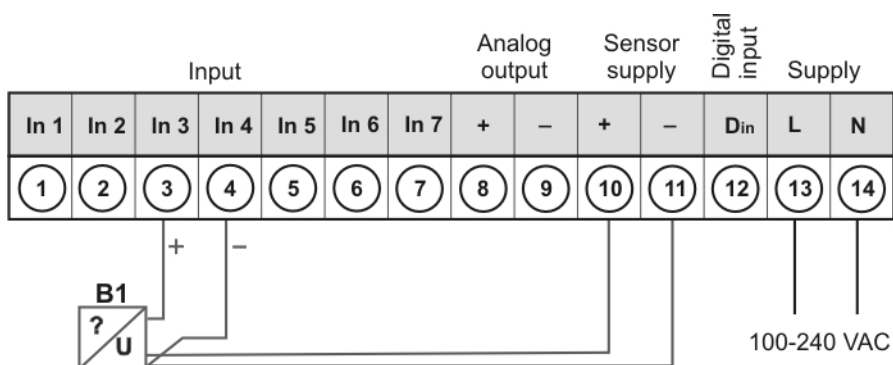 Input
Analog
output
Sensor
supply
Digital
input
Supply
In 1 In 2 In 3 In 4 In 5 In 6 In 7 + – + – Din L N
1 2 3 4 5 6 7 8 9 10 11 12 13 14
+ –
B1
?
U
100-240 VAC